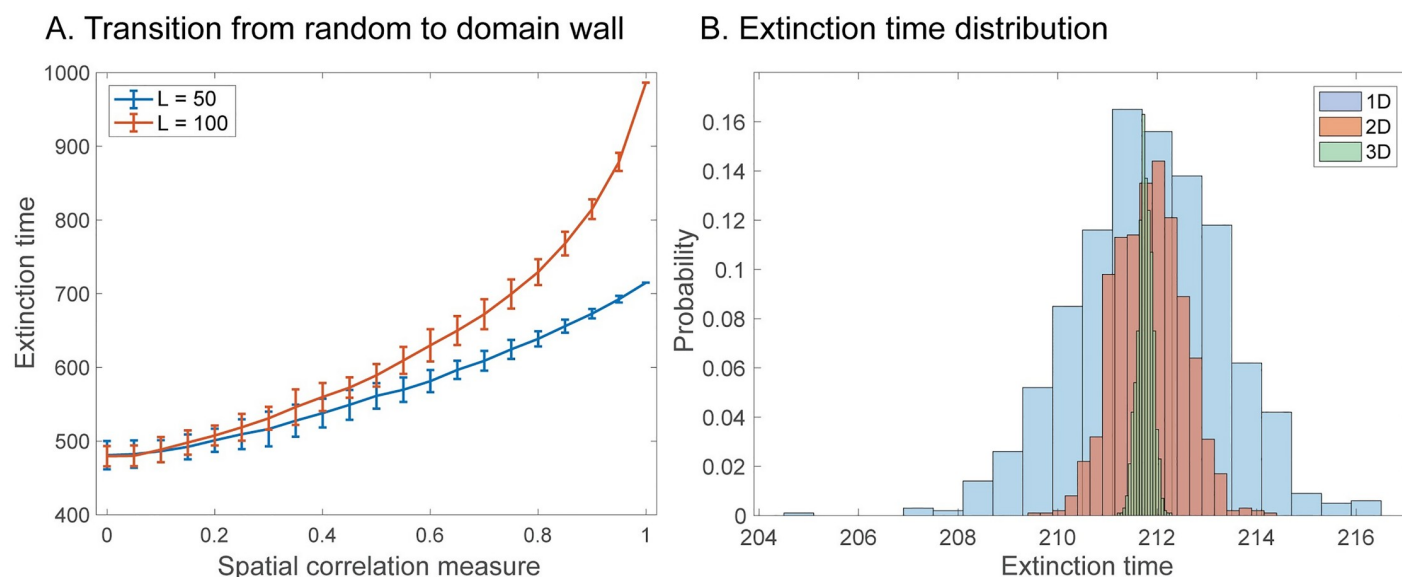 A. Transition from random to domain wall
1000
900
800
700
600
500
400
Extinction time
L = 50
L = 100
0
0.2
0.4
0.6
0.8
1
Spatial correlation measure
B. Extinction time distribution
0.16
0.14
0.12
0.1
0.08
0.06
0.04
0.02
0
Probability
1D
2D
3D
204
206
208
210
212
214
216
Extinction time